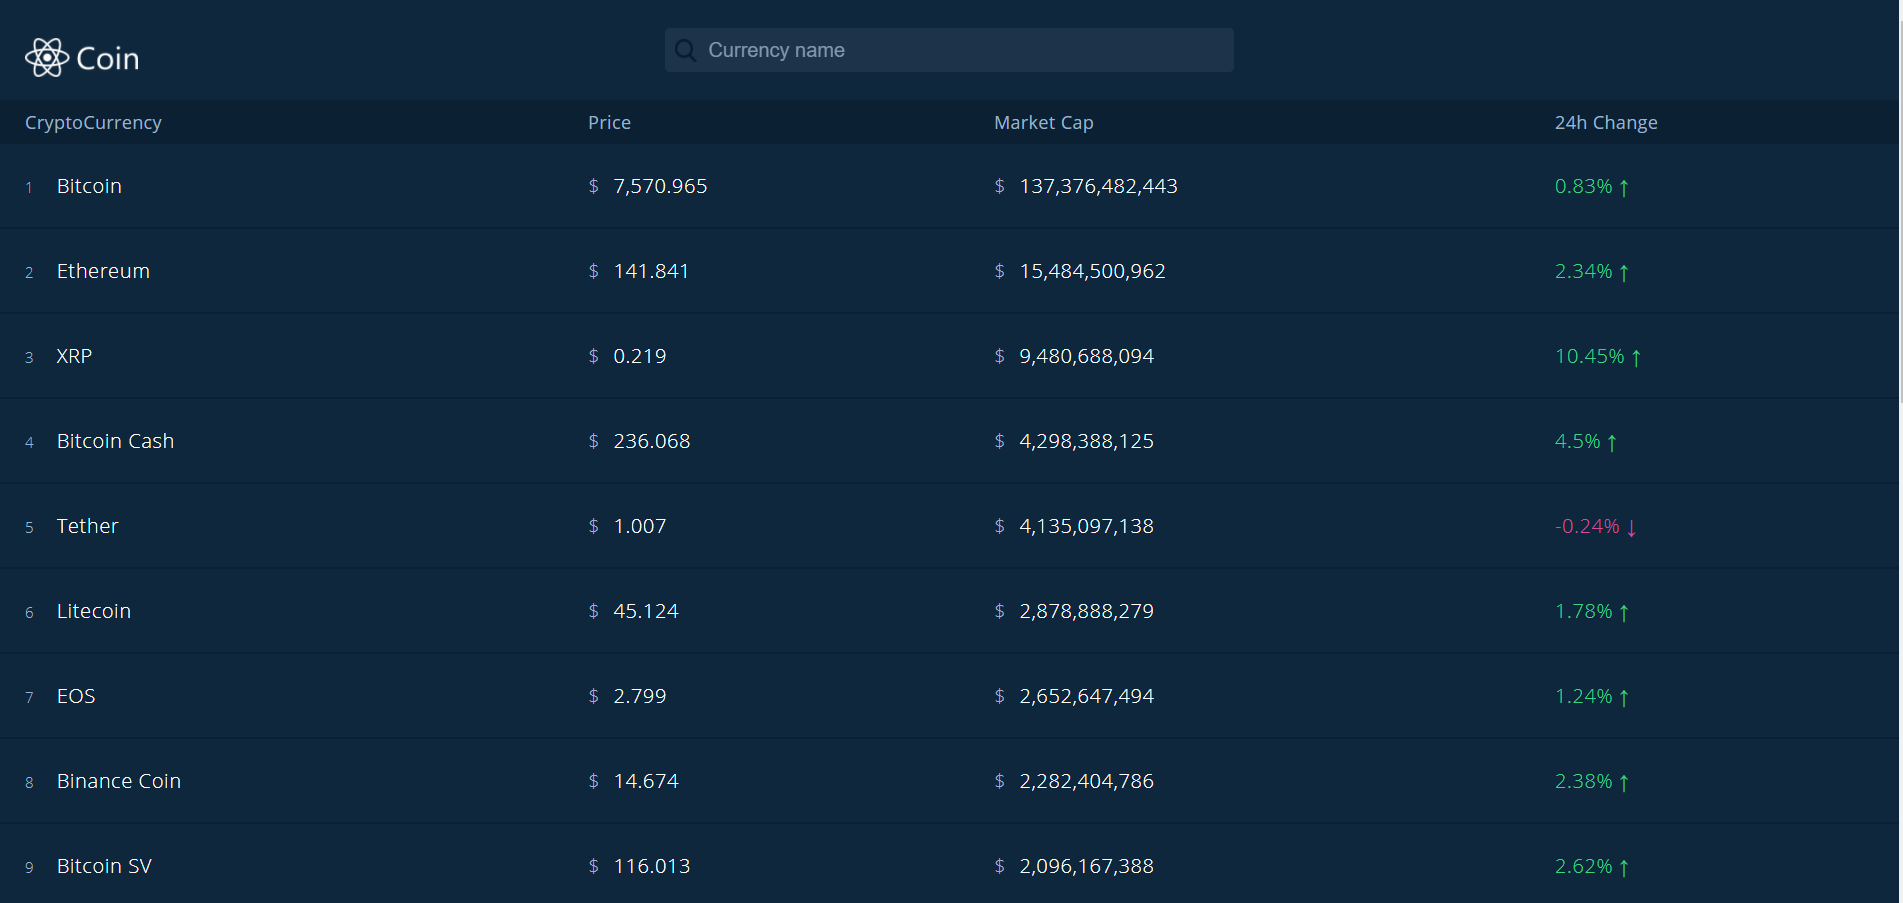 Coin
Currency name
CryptoCurrency Price Market Cap 24h Change
1 Bitcoin $ 7,570.965 $ 137,376,482,443 0.83% ↑
2 Ethereum $ 141.841 $ 15,484,500,962 2.34% ↑
3 XRP $ 0.219 $ 9,480,688,094 10.45% ↑
4 Bitcoin Cash $ 236.068 $ 4,298,388,125 4.5% ↑
5 Tether $ 1.007 $ 4,135,097,138 -0.24% ↓
6 Litecoin $ 45.124 $ 2,878,888,279 1.78% ↑
7 EOS $ 2.799 $ 2,652,647,494 1.24% ↑
8 Binance Coin $ 14.674 $ 2,282,404,786 2.38% ↑
9 Bitcoin SV $ 116.013 $ 2,096,167,388 2.62% ↑